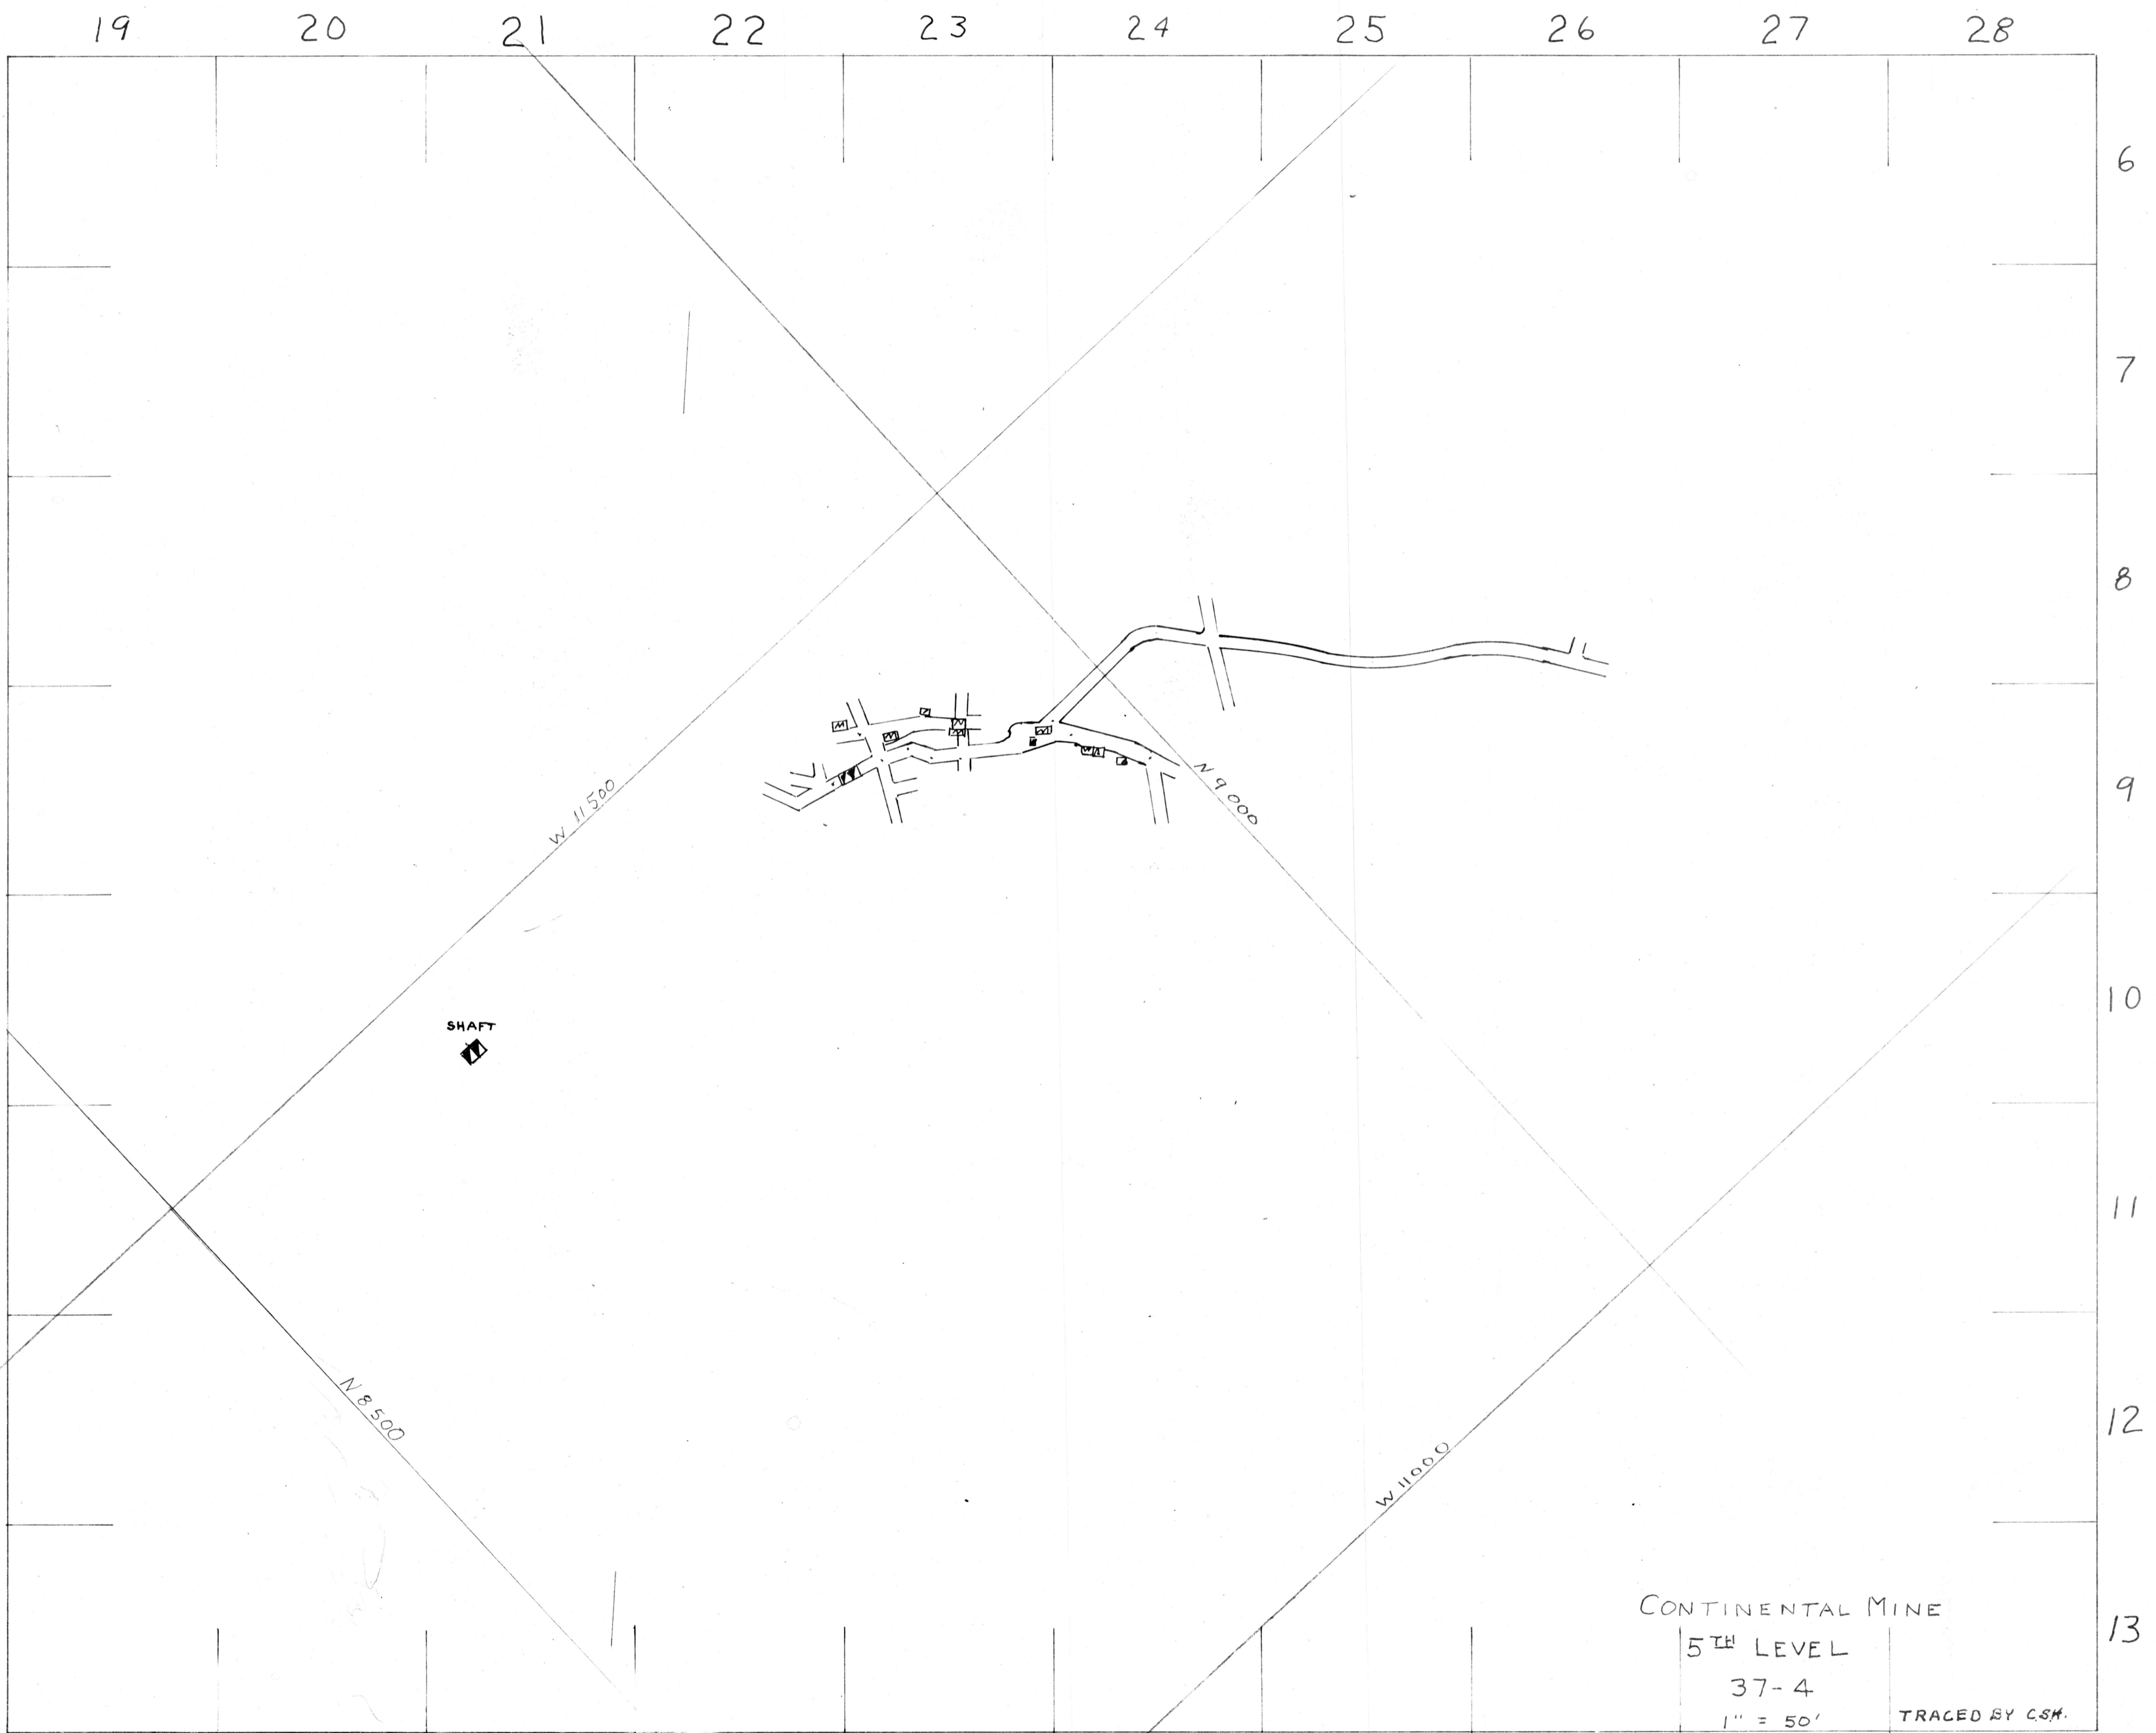 19 20 21 22 23 24 25 26 27 28
6
7
8
9
10
11
12
13
W 11500
N 9000
SHAFT
N 8500
W 11000
CONTINENTAL MINE
5TH LEVEL
37-4
1" = 50'
TRACED BY C.S.H.